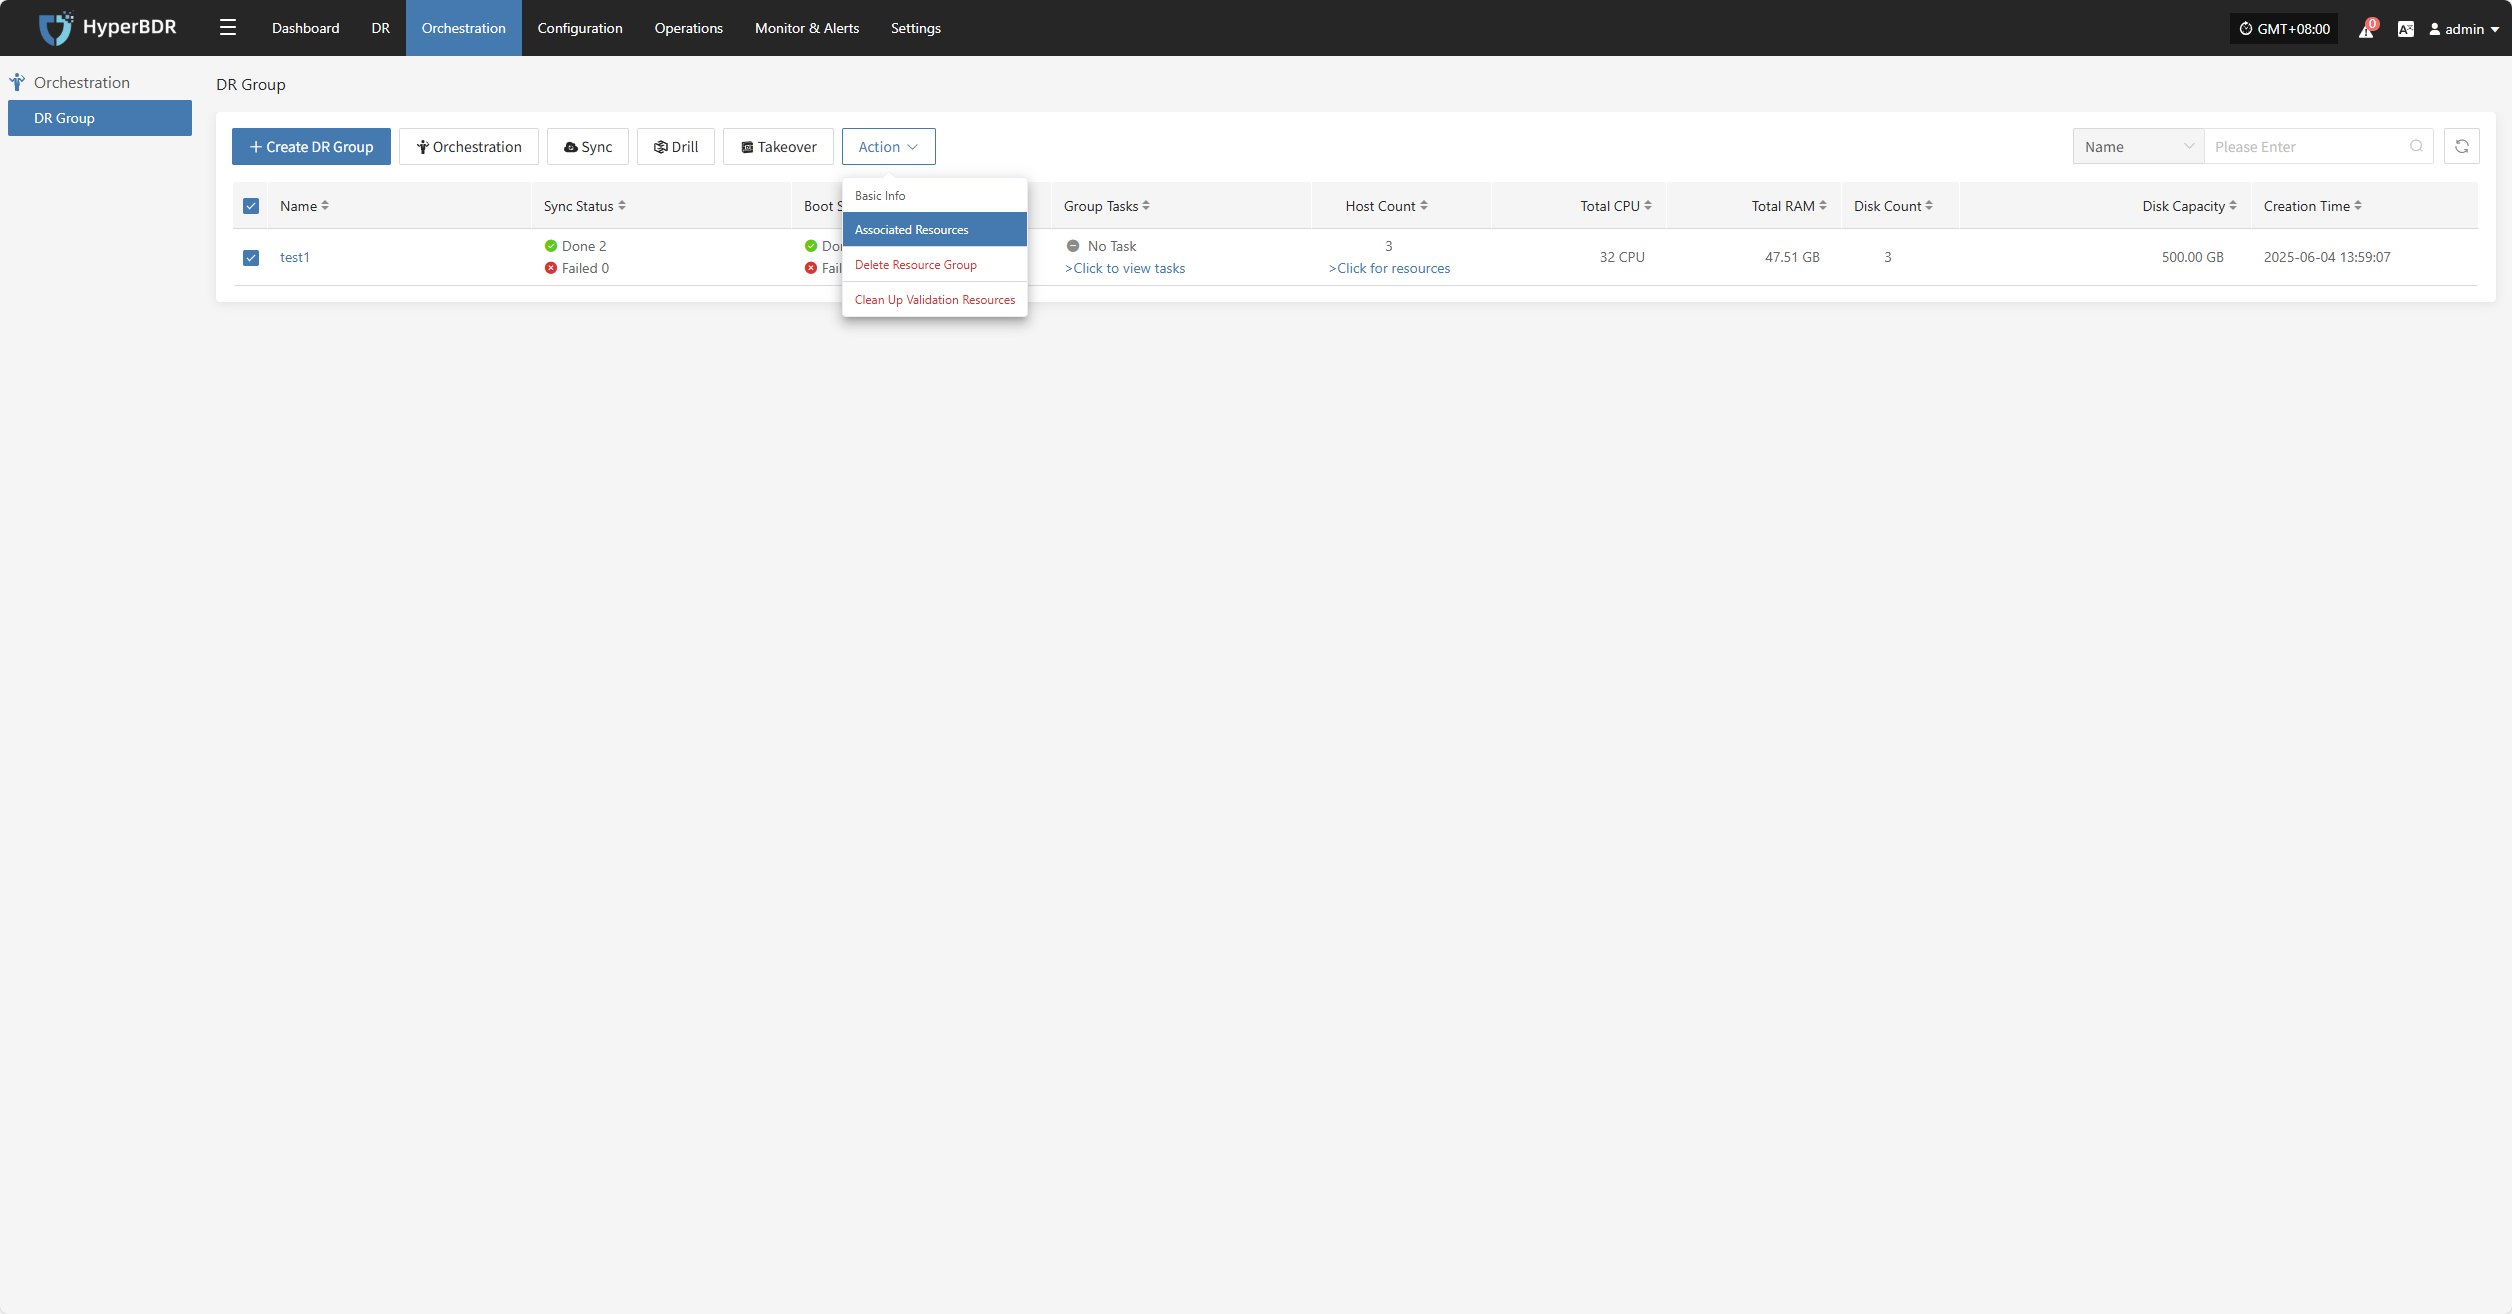 HyperBDR
Dashboard DR Orchestration Configuration Operations Monitor & Alerts Settings
GMT+08:00 0 admin
Orchestration
DR Group
DR Group
Create DR Group Orchestration Sync Drill Takeover Action
Name Please Enter
Basic Info
Associated Resources
Delete Resource Group
Clean Up Validation Resources
Name Sync Status Boot Group Tasks Host Count Total CPU Total RAM Disk Count Disk Capacity Creation Time
test1
Done 2
Failed 0
No Task
>Click to view tasks
3
>Click for resources
32 CPU
47.51 GB
3
500.00 GB
2025-06-04 13:59:07